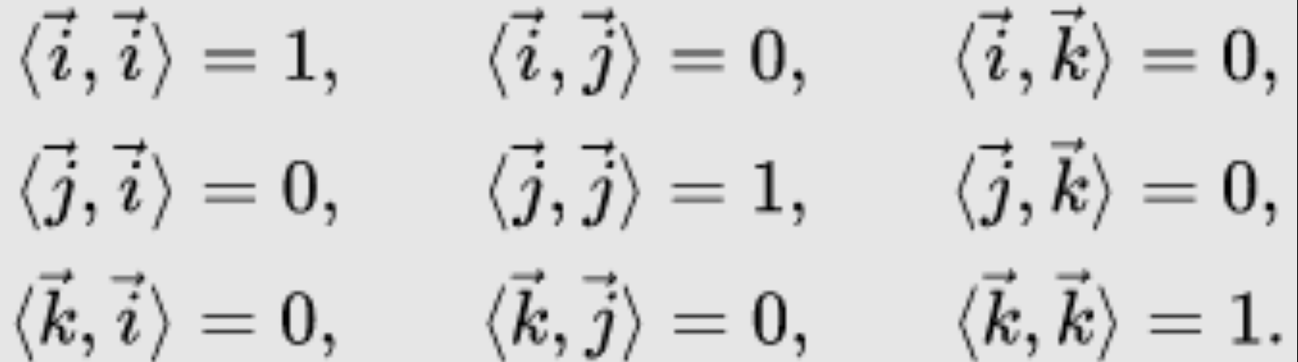 ⟨i⃗, i⃗⟩ = 1, ⟨i⃗, j⃗⟩ = 0, ⟨i⃗, k⃗⟩ = 0,
⟨j⃗, i⃗⟩ = 0, ⟨j⃗, j⃗⟩ = 1, ⟨j⃗, k⃗⟩ = 0,
⟨k⃗, i⃗⟩ = 0, ⟨k⃗, j⃗⟩ = 0, ⟨k⃗, k⃗⟩ = 1.